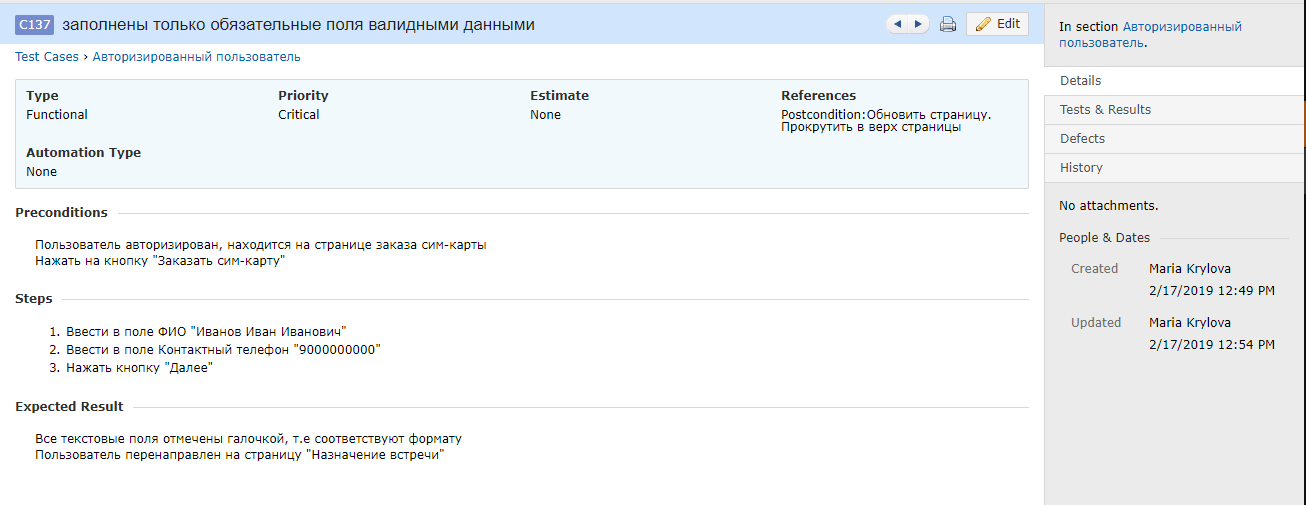 C137 заполнены только обязательные поля валидными данными
Edit
Test Cases › Авторизированный пользователь
Type
Functional
Priority
Critical
Estimate
None
References
Postcondition:Обновить страницу.
Прокрутить в верх страницы
Automation Type
None
Preconditions
Пользователь авторизирован, находится на странице заказа сим-карты
Нажать на кнопку "Заказать сим-карту"
Steps
1. Ввести в поле ФИО "Иванов Иван Иванович"
2. Ввести в поле Контактный телефон "9000000000"
3. Нажать кнопку "Далее"
Expected Result
Все текстовые поля отмечены галочкой, т.е соответствуют формату
Пользователь перенаправлен на страницу "Назначение встречи"
In section Авторизированный
пользователь.
Details
Tests & Results
Defects
History
No attachments.
People & Dates
Created Maria Krylova
2/17/2019 12:49 PM
Updated Maria Krylova
2/17/2019 12:54 PM